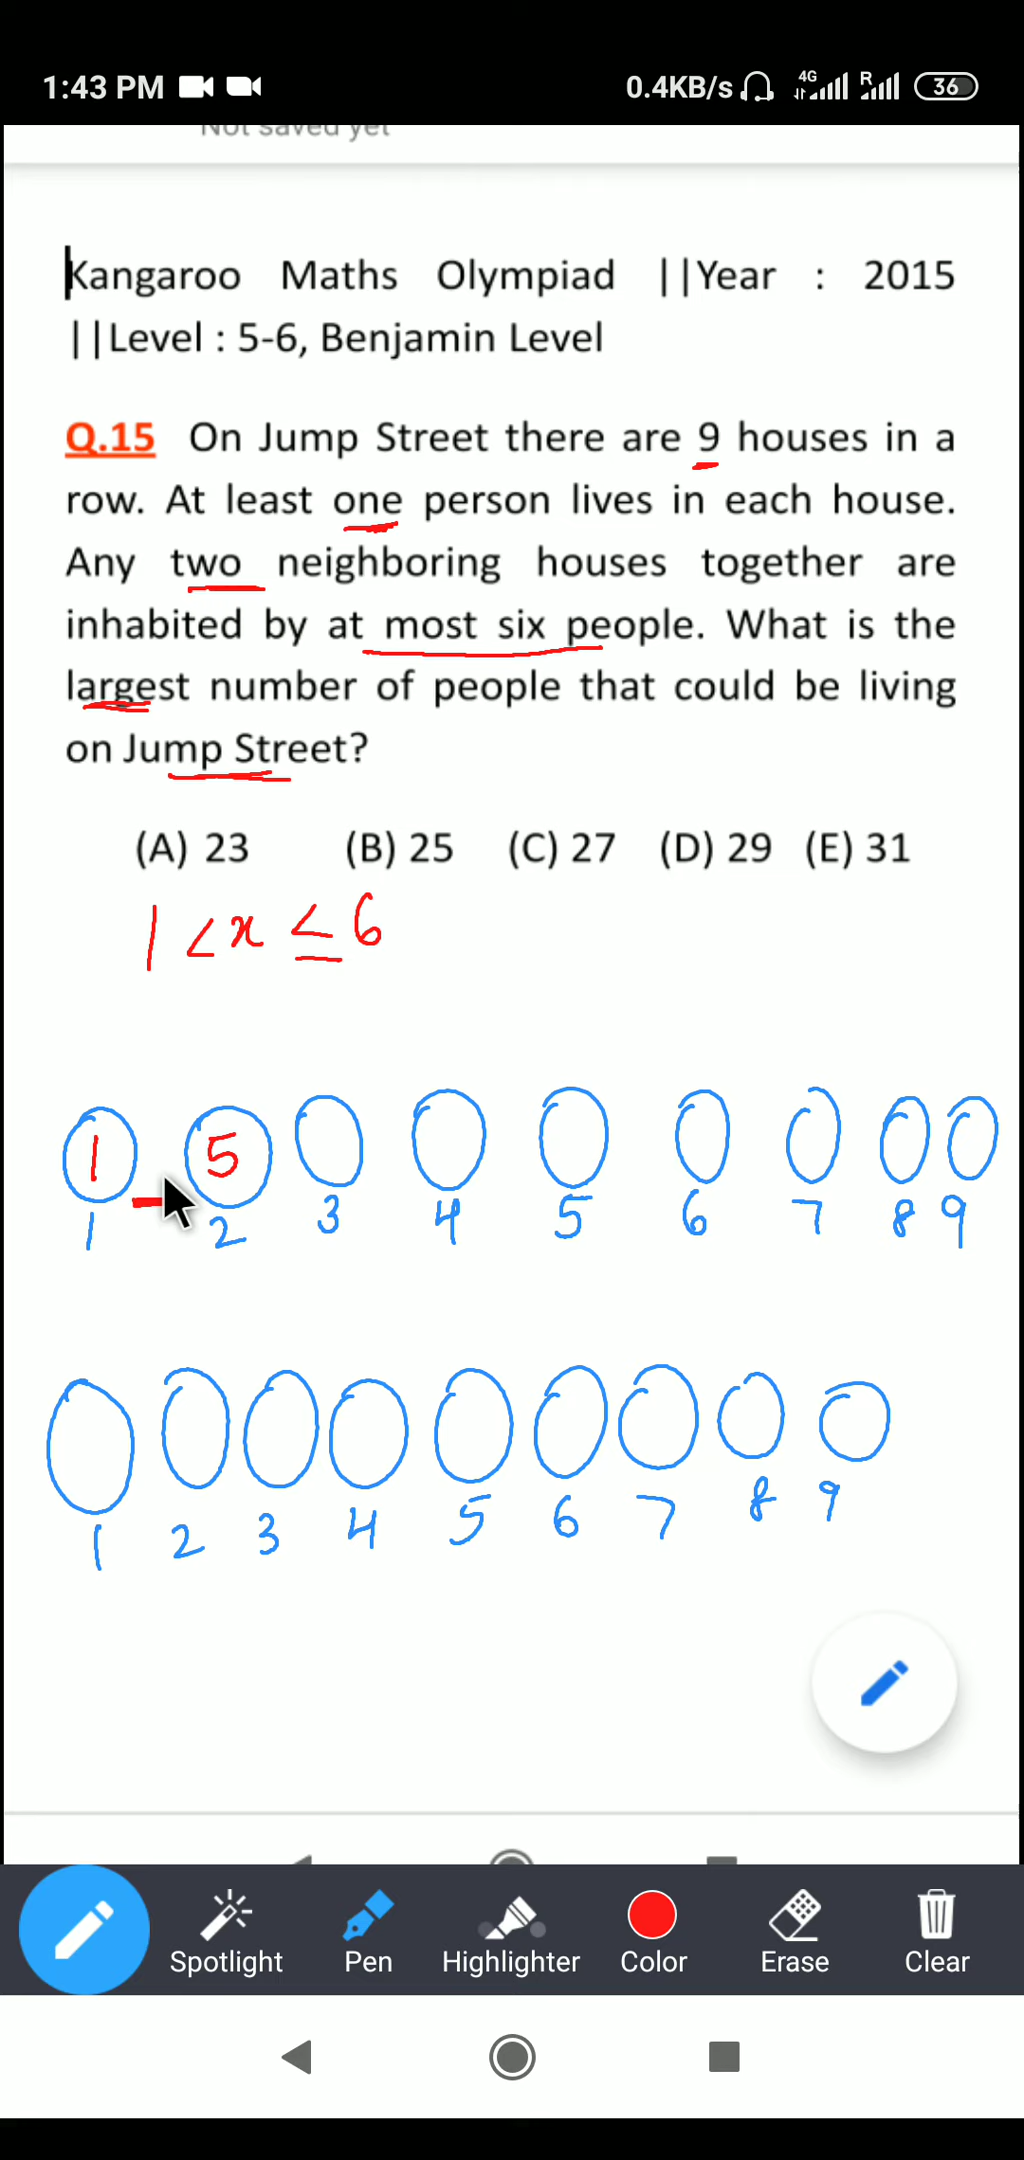 1:43 PM 0.4KB/s 4G R 36
Not saved yet
Kangaroo Maths Olympiad ||Year : 2015
||Level : 5-6, Benjamin Level
Q.15 On Jump Street there are 9 houses in a
row. At least one person lives in each house.
Any two neighboring houses together are
inhabited by at most six people. What is the
largest number of people that could be living
on Jump Street?
(A) 23 (B) 25 (C) 27 (D) 29 (E) 31
1 < x ≤ 6
1 5
1 2 3 4 5 6 7 8 9
1 2 3 4 5 6 7 8 9
Spotlight Pen Highlighter Color Erase Clear